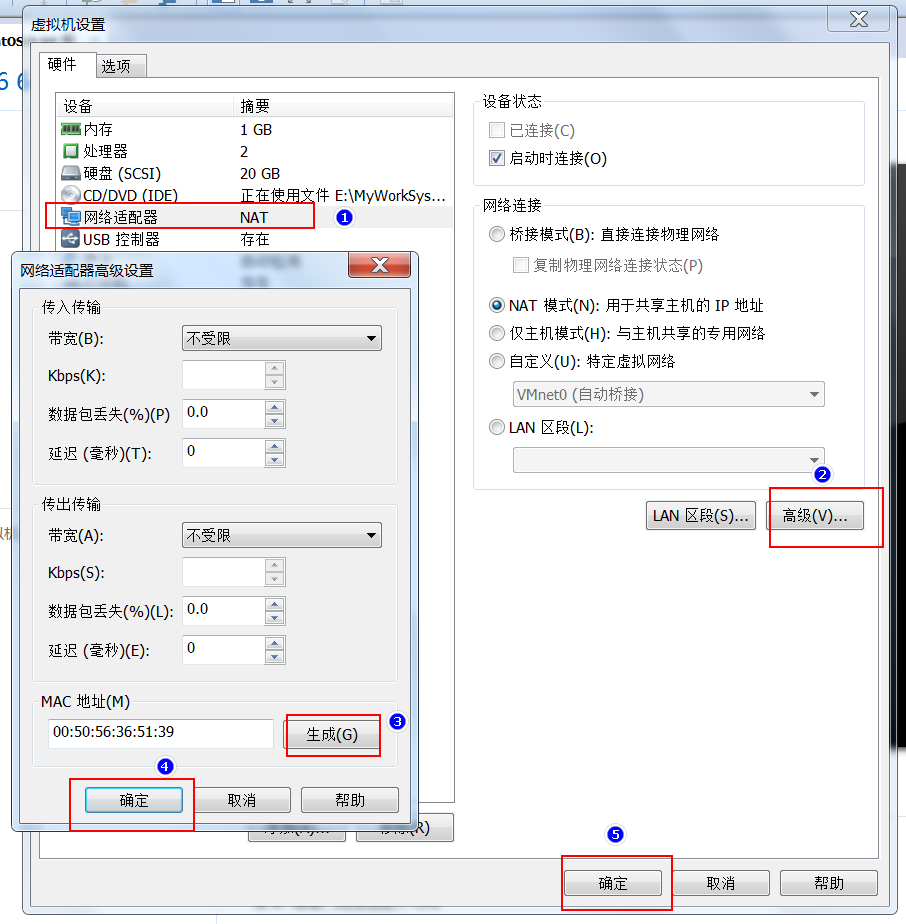 虚拟机设置
硬件
选项
设备 摘要
内存 1 GB
处理器 2
硬盘 (SCSI) 20 GB
CD/DVD (IDE) 正在使用文件 E:\MyWorkSys...
网络适配器 NAT
1
USB 控制器 存在
设备状态
已连接(C)
启动时连接(O)
网络连接
桥接模式(B): 直接连接物理网络
复制物理网络连接状态(P)
NAT 模式(N): 用于共享主机的 IP 地址
仅主机模式(H): 与主机共享的专用网络
自定义(U): 特定虚拟网络
VMnet0 (自动桥接)
LAN 区段(L):
2
LAN 区段(S)...
高级(V)...
网络适配器高级设置
传入传输
带宽(B): 不受限
Kbps(K):
数据包丢失(%)(P) 0.0
延迟 (毫秒)(T): 0
传出传输
带宽(A): 不受限
Kbps(S):
数据包丢失(%)(L): 0.0
延迟 (毫秒)(E): 0
MAC 地址(M)
00:50:56:36:51:39
生成(G)
3
4
确定
取消
帮助
5
确定
取消
帮助